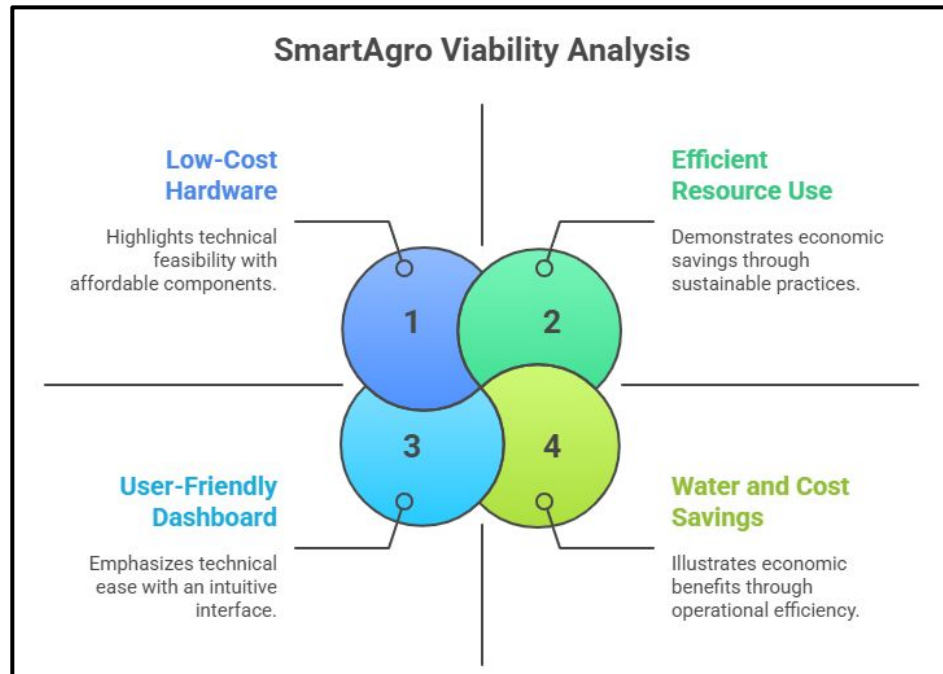 SmartAgro Viability Analysis
Low-Cost
Hardware
Highlights technical
feasibility with
affordable components.
Efficient
Resource Use
Demonstrates economic
savings through
sustainable practices.
1
2
3
4
User-Friendly
Dashboard
Emphasizes technical
ease with an intuitive
interface.
Water and Cost
Savings
Illustrates economic
benefits through
operational efficiency.